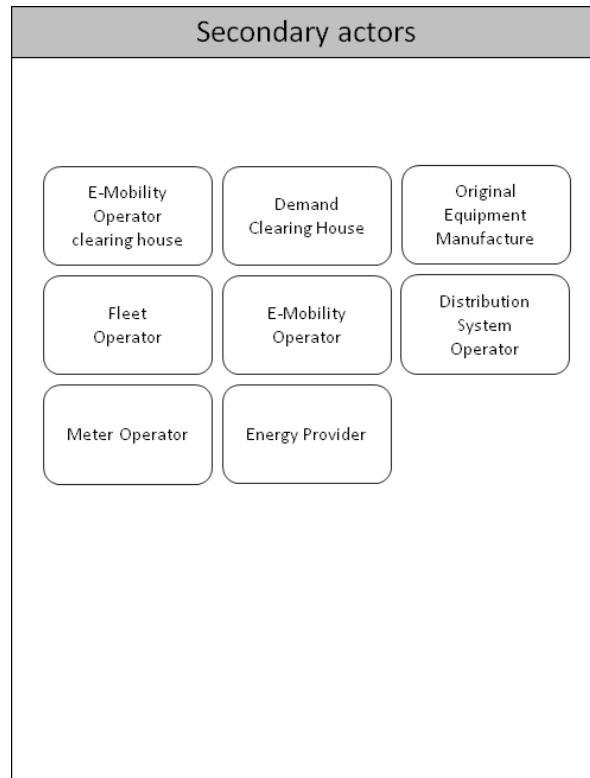 Secondary actors
E-Mobility
Operator
clearing house
Demand
Clearing House
Original
Equipment
Manufacture
Fleet
Operator
E-Mobility
Operator
Distribution
System
Operator
Meter Operator
Energy Provider